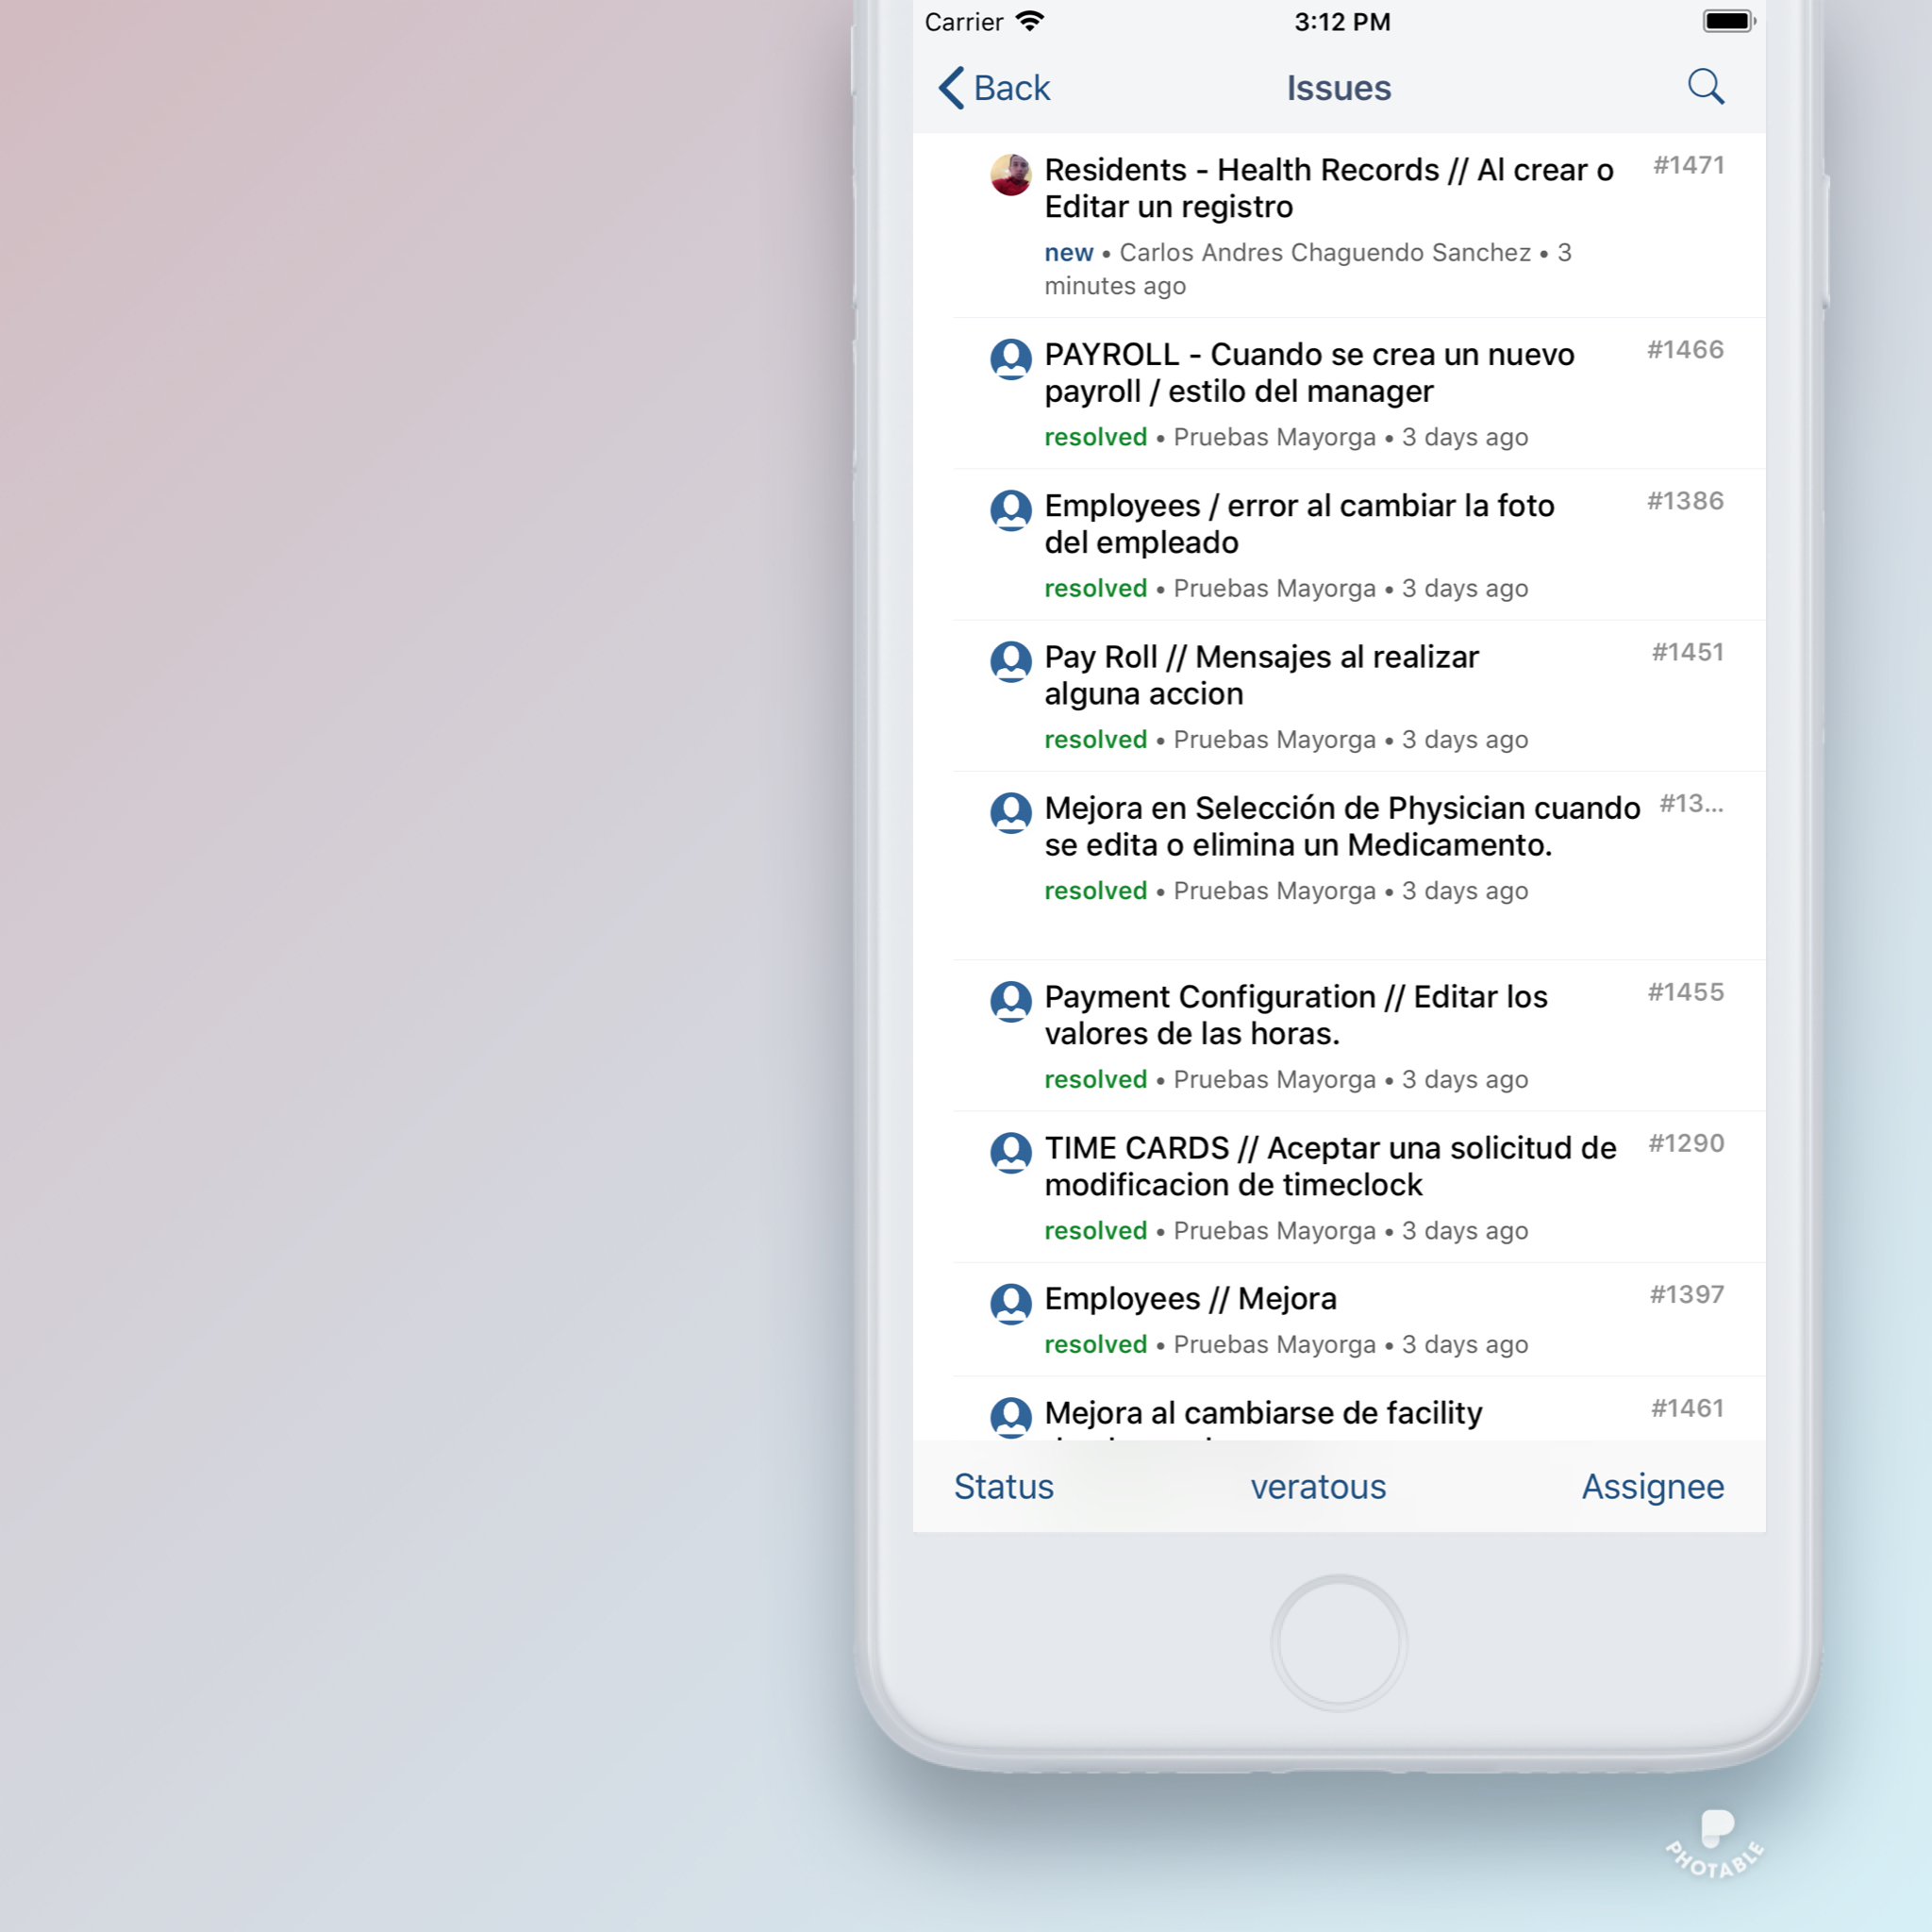 Carrier 3:12 PM
Back Issues
Residents - Health Records // Al crear o #1471
Editar un registro
new • Carlos Andres Chaguendo Sanchez • 3
minutes ago
PAYROLL - Cuando se crea un nuevo #1466
payroll / estilo del manager
resolved • Pruebas Mayorga • 3 days ago
Employees / error al cambiar la foto #1386
del empleado
resolved • Pruebas Mayorga • 3 days ago
Pay Roll // Mensajes al realizar #1451
alguna accion
resolved • Pruebas Mayorga • 3 days ago
Mejora en Selección de Physician cuando #13...
se edita o elimina un Medicamento.
resolved • Pruebas Mayorga • 3 days ago
Payment Configuration // Editar los #1455
valores de las horas.
resolved • Pruebas Mayorga • 3 days ago
TIME CARDS // Aceptar una solicitud de #1290
modificacion de timeclock
resolved • Pruebas Mayorga • 3 days ago
Employees // Mejora #1397
resolved • Pruebas Mayorga • 3 days ago
Mejora al cambiarse de facility #1461
Status veratous Assignee
PHOTABLE